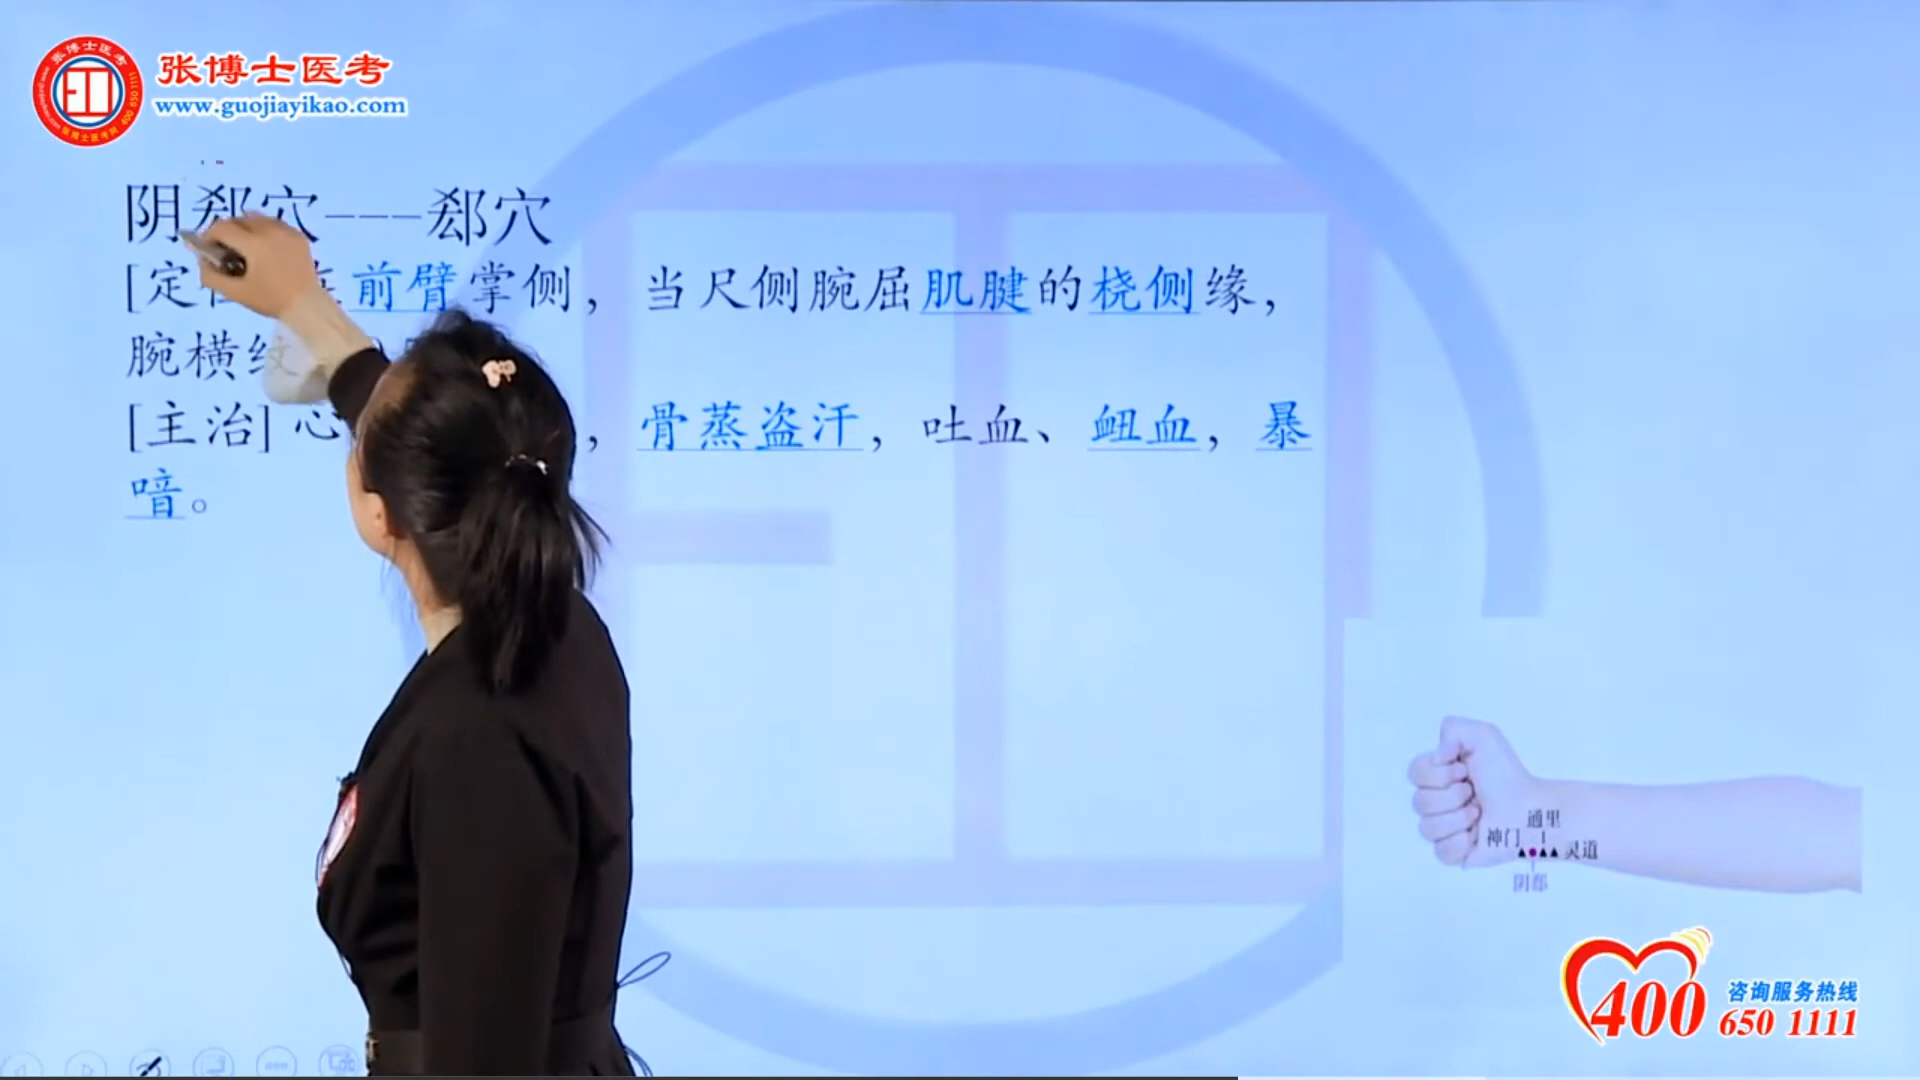 张博士医考
www.guojiayikao.com
阴郄穴---郄穴
[定 前臂掌侧，当尺侧腕屈肌腱的桡侧缘，
腕横纹
[主治]心 ，骨蒸盗汗，吐血、衄血，暴
喑。
通里
神门
灵道
阴郄
咨询服务热线
400 650 1111